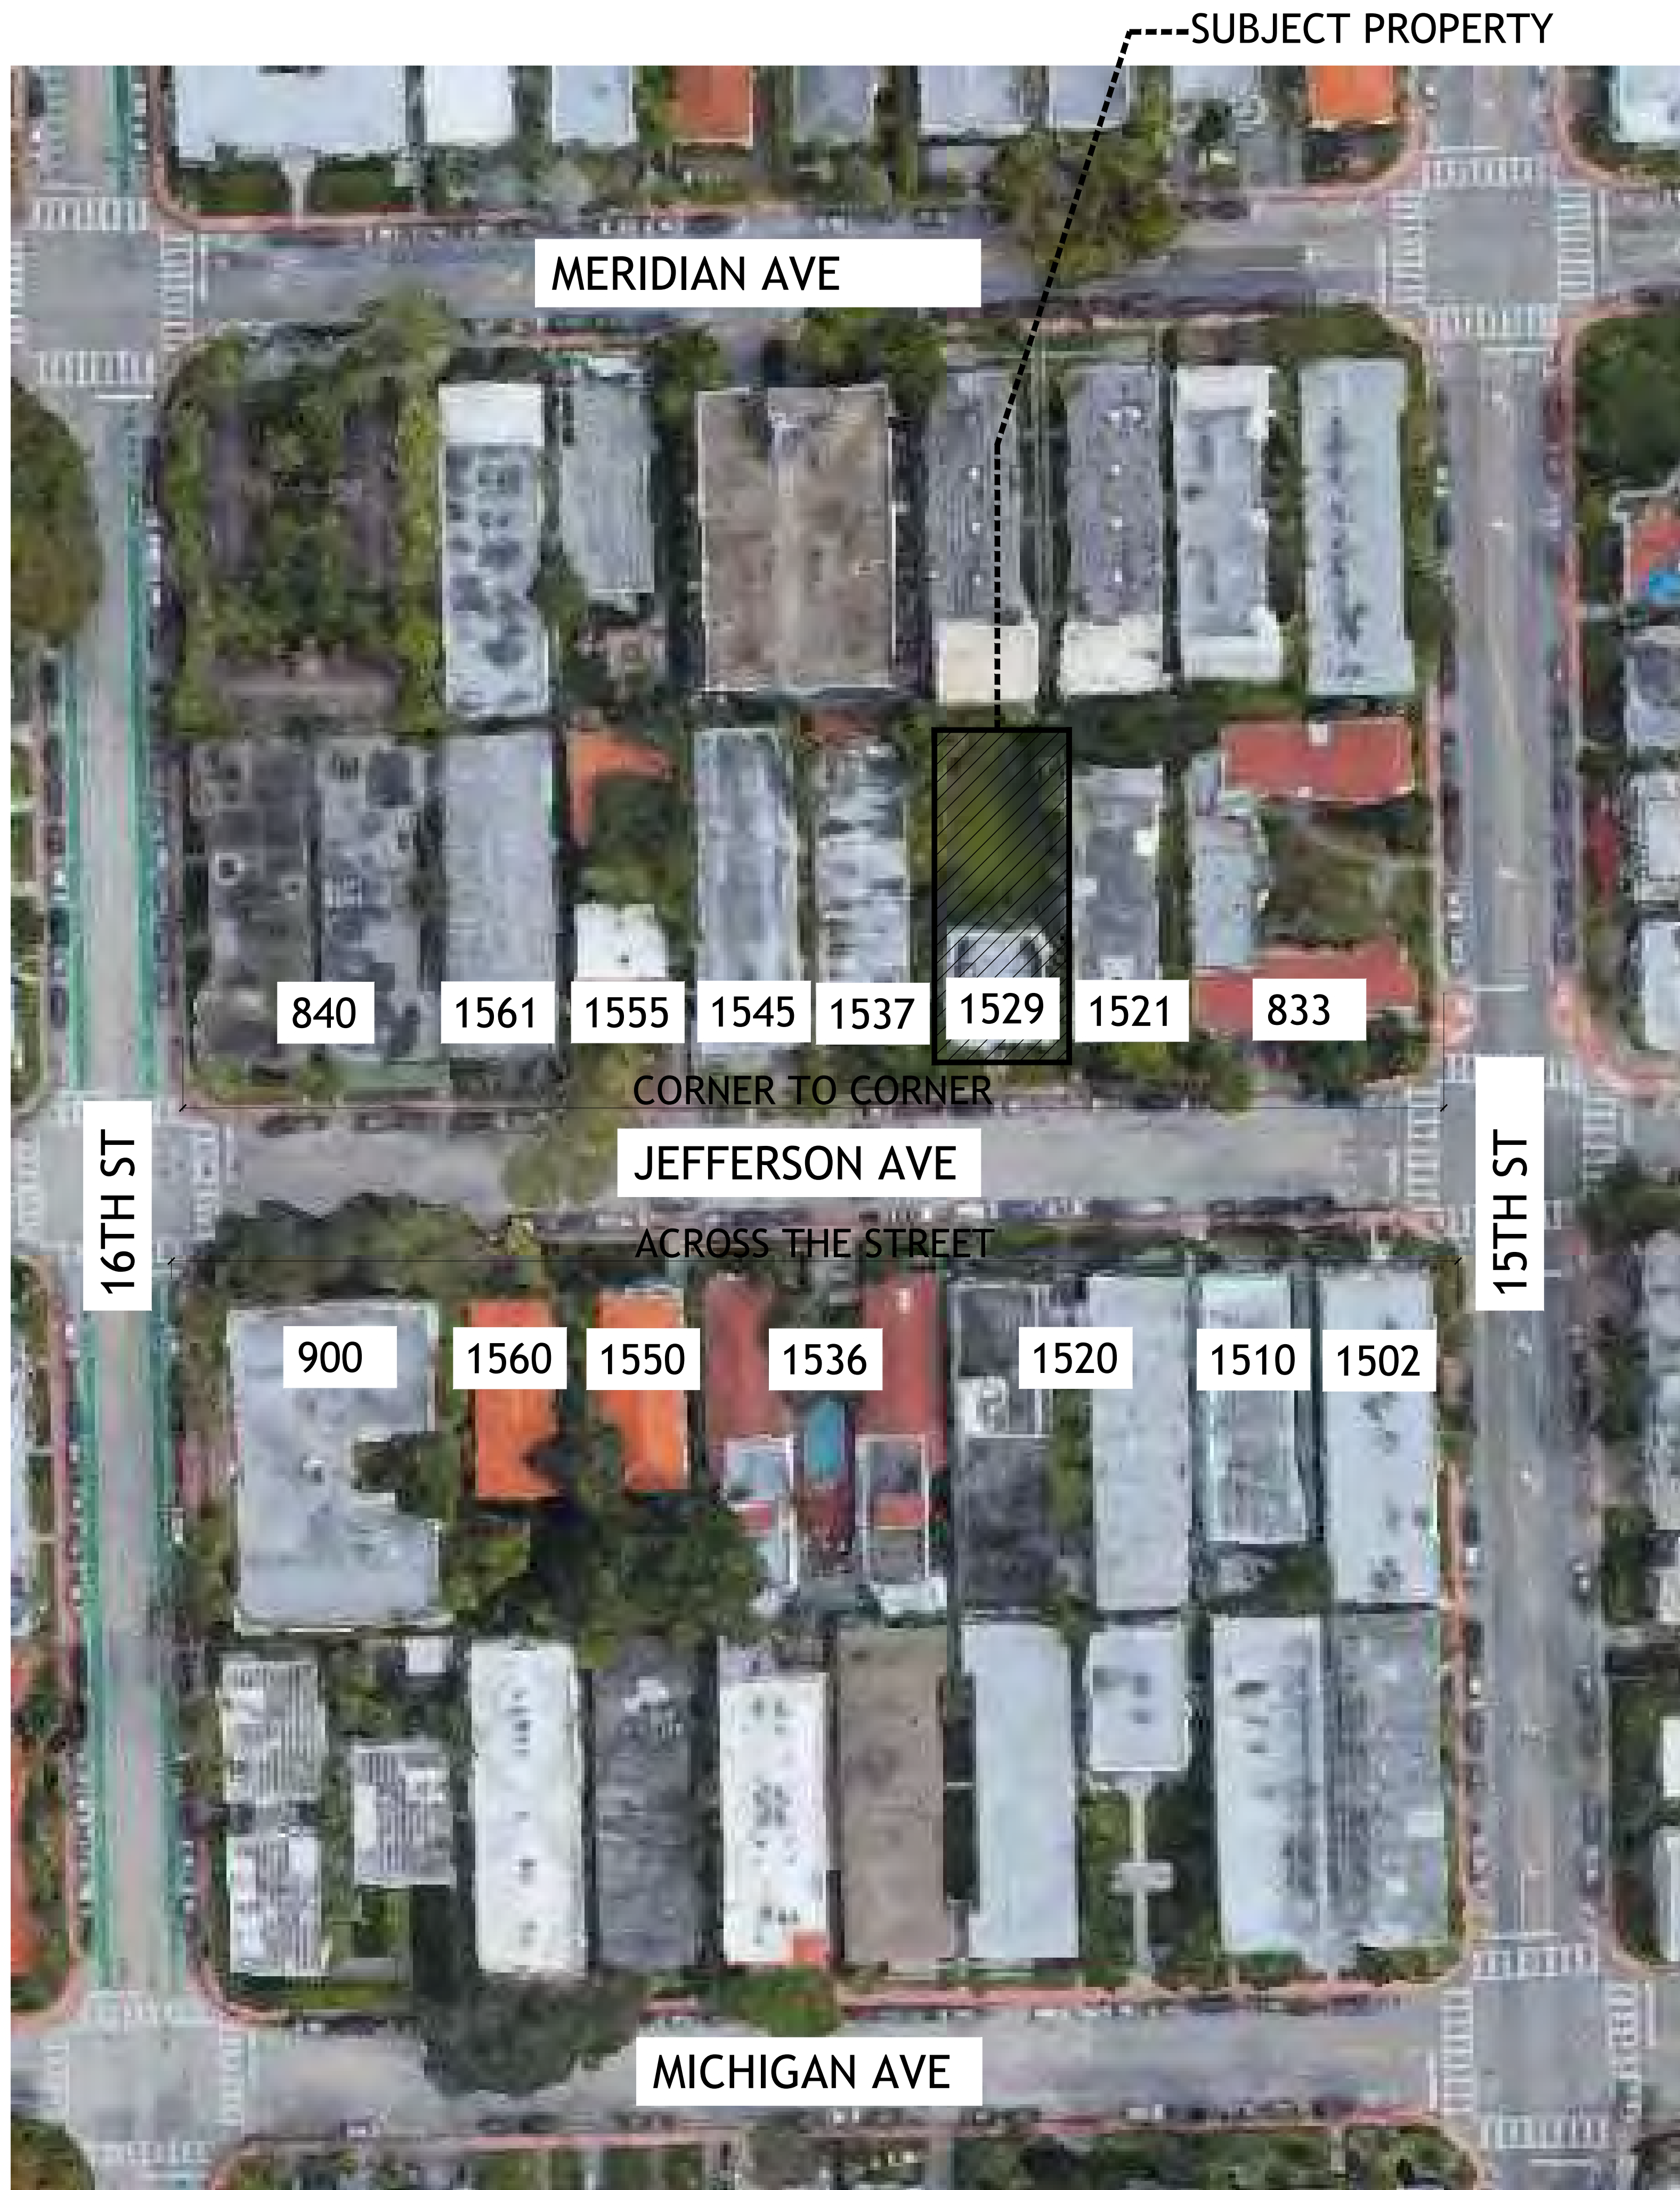 SUBJECT PROPERTY
MERIDIAN AVE
840
1561
1555
1545
1537
1529
1521
833
CORNER TO CORNER
JEFFERSON AVE
16TH ST
15TH ST
ACROSS THE STREET
900
1560
1550
1536
1520
1510
1502
MICHIGAN AVE